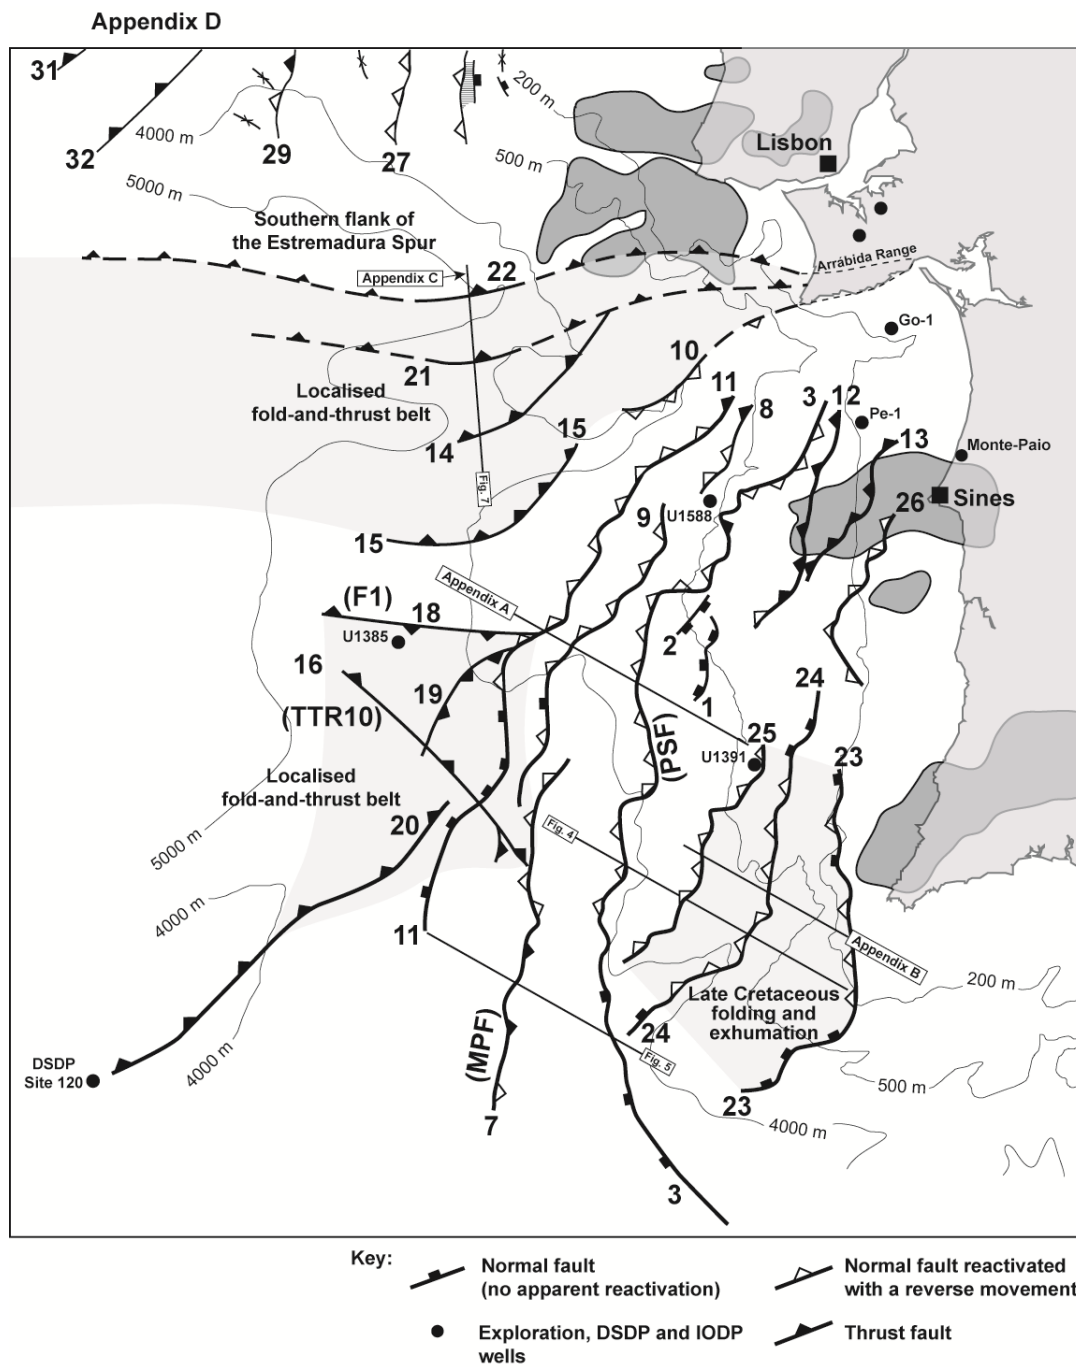 Appendix D
31
32
4000 m
29
27
200 m
500 m
Lisbon
5000 m
Southern flank of
the Estremadura Spur
Arrábida Range
Appendix C
22
Go-1
21
10
Localised
fold-and-thrust belt
11
8
3
12
Pe-1
13
Monte-Paio
14
15
Fig. 7
Sines
26
U1588
9
15
Appendix A
(F1)
18
U1385
16
2
19
24
1
(TTR10)
(PSF)
25
U1391
23
Localised
fold-and-thrust belt
20
Fig. 4
5000 m
4000 m
11
Appendix B
200 m
Late Cretaceous
folding and
exhumation
24
(MPF)
4000 m
Fig. 5
DSDP
Site 120
500 m
23
4000 m
7
3
Key:
Normal fault
(no apparent reactivation)
Normal fault reactivated
with a reverse movement
Exploration, DSDP and IODP
wells
Thrust fault